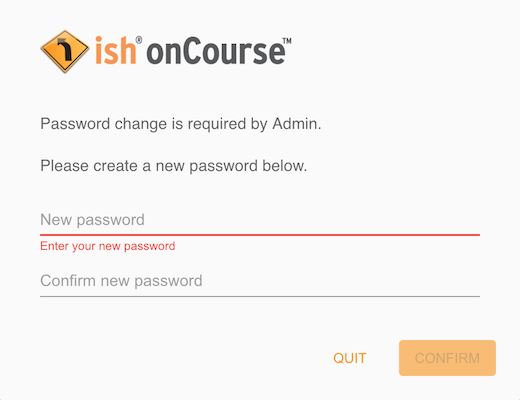 ish® onCourse™
Password change is required by Admin.
Please create a new password below.
New password
Enter your new password
Confirm new password
QUIT
CONFIRM